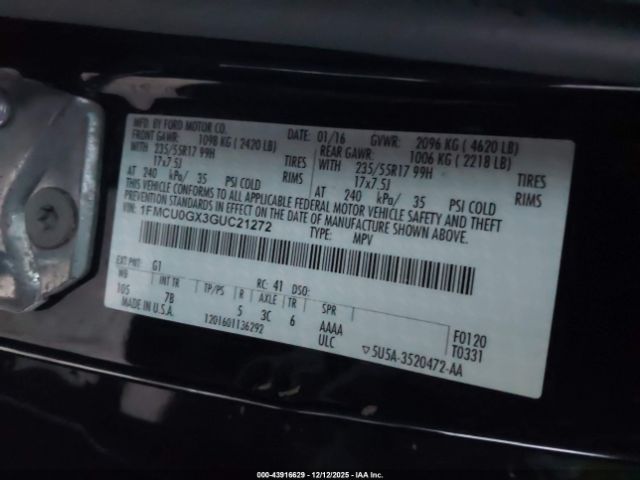 MFD. BY FORD MOTOR CO. DATE: 01/16 GVWR: 2096 KG ( 4620 LB)
FRONT GAWR: 1098 KG ( 2420 LB) REAR GAWR: 1006 KG ( 2218 LB)
WITH 235/55R17 99H TIRES WITH 235/55R17 99H TIRES
17x7.5J RIMS 17x7.5J RIMS
AT 240 kPa/ 35 PSI COLD AT 240 kPa/ 35 PSI COLD
THIS VEHICLE CONFORMS TO ALL APPLICABLE FEDERAL MOTOR VEHICLE SAFETY AND THEFT
PREVENTION STANDARDS IN EFFECT ON THE DATE OF MANUFACTURE SHOWN ABOVE.
VIN: 1FMCU0GX3GUC21272 TYPE: MPV
EXT PNT: G1 RC: 41 DSO:
WB INT TR TP/PS R AXLE TR SPR
105 7B 5 3C 6 AAAA F0120
MADE IN U.S.A. 1201601136292 ULC T0331
▽5U5A-3520472-AA
000-43916629 - 12/12/2025 - IAA Inc.